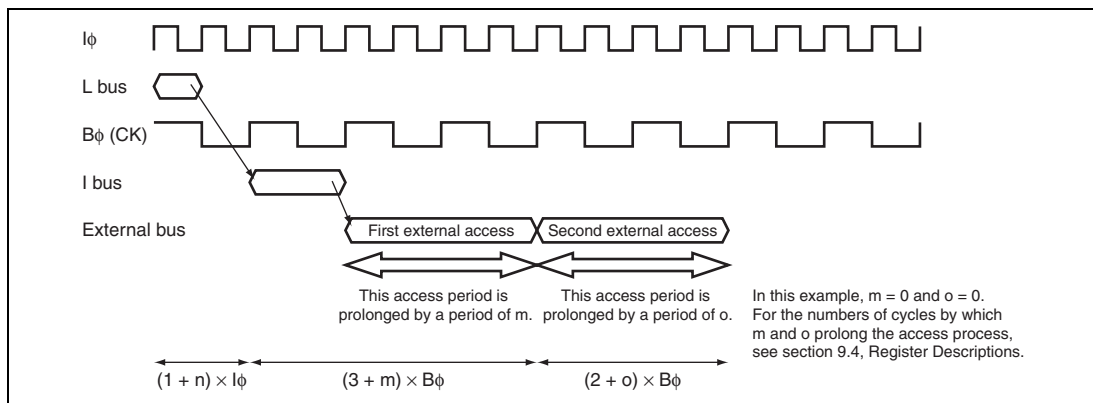 Iφ
L bus
Bφ (CK)
I bus
External bus
First external access
Second external access
This access period is
prolonged by a period of m.
This access period is
prolonged by a period of o.
In this example, m = 0 and o = 0.
For the numbers of cycles by which
m and o prolong the access process,
see section 9.4, Register Descriptions.
(1 + n) × Iφ
(3 + m) × Bφ
(2 + o) × Bφ